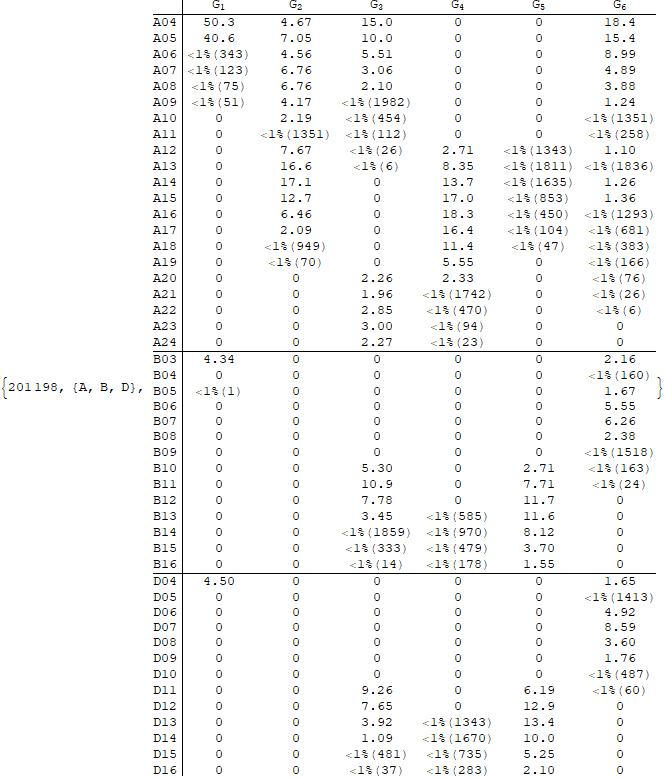 G1 G2 G3 G4 G5 G6
A04 50.3 4.67 15.0 0 0 18.4
A05 40.6 7.05 10.0 0 0 15.4
A06 <1%(343) 4.56 5.51 0 0 8.99
A07 <1%(123) 6.76 3.06 0 0 4.89
A08 <1%(75) 6.76 2.10 0 0 3.88
A09 <1%(51) 4.17 <1%(1982) 0 0 1.24
A10 0 2.19 <1%(454) 0 0 <1%(1351)
A11 0 <1%(1351) <1%(112) 0 0 <1%(258)
A12 0 7.67 <1%(26) 2.71 <1%(1343) 1.10
A13 0 16.6 <1%(6) 8.35 <1%(1811) <1%(1836)
A14 0 17.1 0 13.7 <1%(1635) 1.26
A15 0 12.7 0 17.0 <1%(853) 1.36
A16 0 6.46 0 18.3 <1%(450) <1%(1293)
A17 0 2.09 0 16.4 <1%(104) <1%(681)
A18 0 <1%(949) 0 11.4 <1%(47) <1%(383)
A19 0 <1%(70) 0 5.55 0 <1%(166)
A20 0 0 2.26 2.33 0 <1%(76)
A21 0 0 1.96 <1%(1742) 0 <1%(26)
A22 0 0 2.85 <1%(470) 0 <1%(6)
A23 0 0 3.00 <1%(94) 0 0
A24 0 0 2.27 <1%(23) 0 0
B03 4.34 0 0 0 0 2.16
B04 0 0 0 0 0 <1%(160)
{201198, {A, B, D}, B05 <1%(1) 0 0 0 0 1.67 }
B06 0 0 0 0 0 5.55
B07 0 0 0 0 0 6.26
B08 0 0 0 0 0 2.38
B09 0 0 0 0 0 <1%(1518)
B10 0 0 5.30 0 2.71 <1%(163)
B11 0 0 10.9 0 7.71 <1%(24)
B12 0 0 7.78 0 11.7 0
B13 0 0 3.45 <1%(585) 11.6 0
B14 0 0 <1%(1859) <1%(970) 8.12 0
B15 0 0 <1%(333) <1%(479) 3.70 0
B16 0 0 <1%(14) <1%(178) 1.55 0
D04 4.50 0 0 0 0 1.65
D05 0 0 0 0 0 <1%(1413)
D06 0 0 0 0 0 4.92
D07 0 0 0 0 0 8.59
D08 0 0 0 0 0 3.60
D09 0 0 0 0 0 1.76
D10 0 0 0 0 0 <1%(487)
D11 0 0 9.26 0 6.19 <1%(60)
D12 0 0 7.65 0 12.9 0
D13 0 0 3.92 <1%(1343) 13.4 0
D14 0 0 1.09 <1%(1670) 10.0 0
D15 0 0 <1%(481) <1%(735) 5.25 0
D16 0 0 <1%(37) <1%(283) 2.10 0